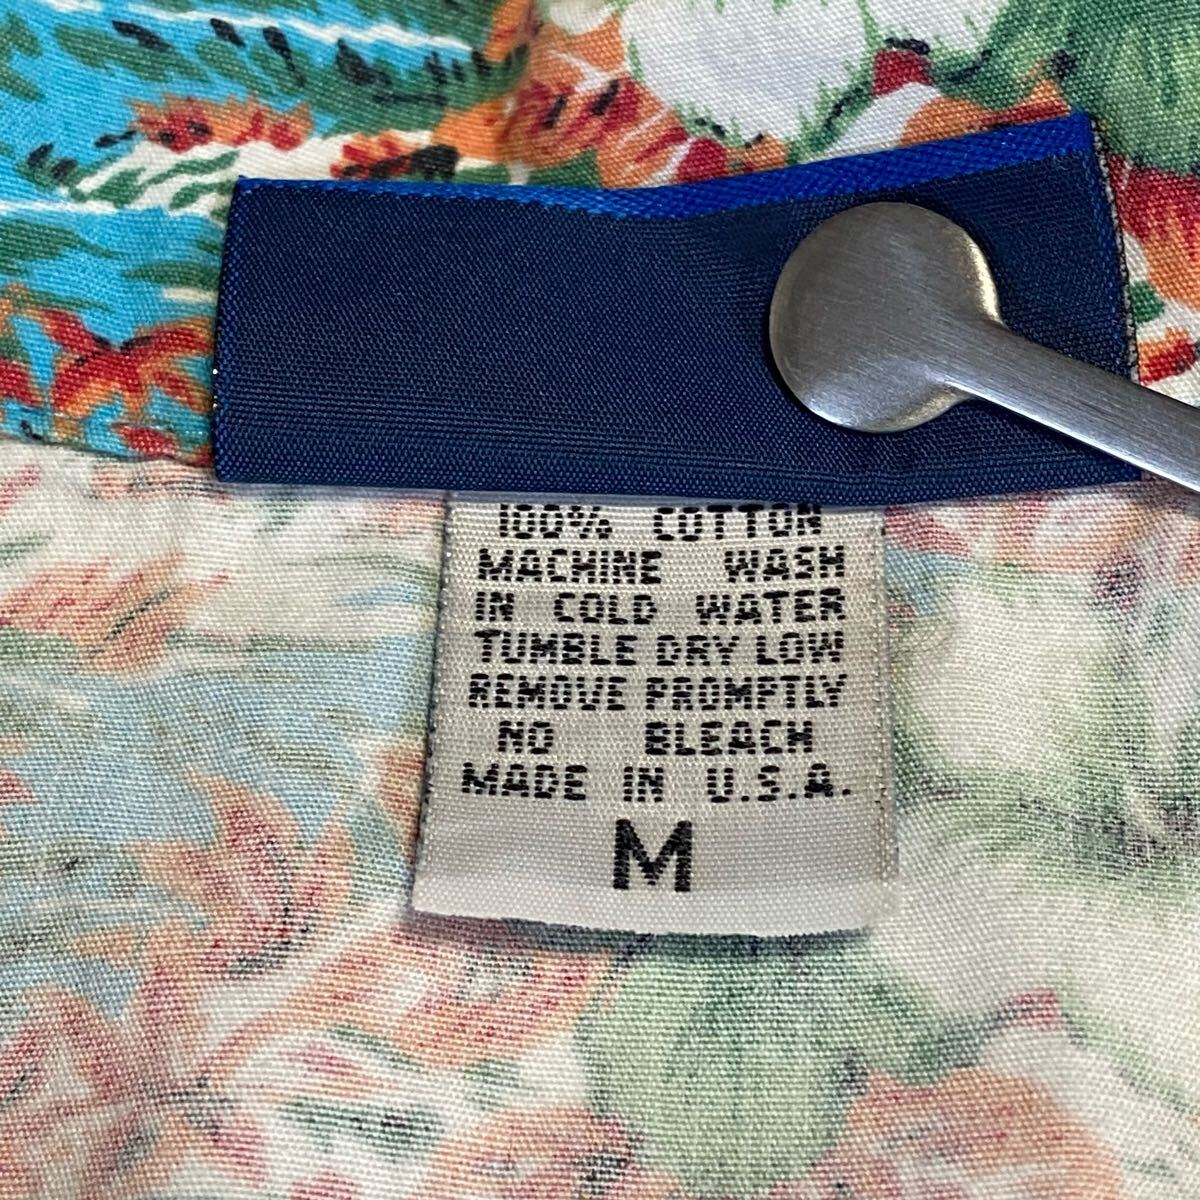 100% COTTON
MACHINE WASH
IN COLD WATER
TUMBLE DRY LOW
REMOVE PROMPTLY
NO BLEACH
MADE IN U.S.A.
M